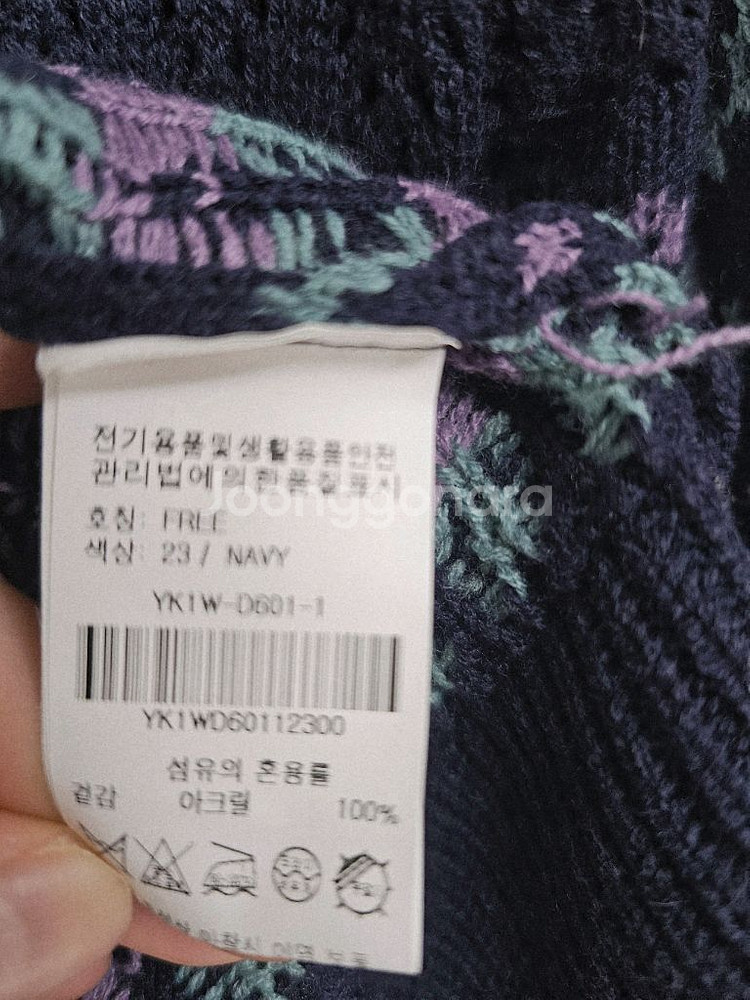 전기용품및생활용품안전
관리법에의한품질표시
Joonggonara
호칭: FREE
색상: 23 / NAVY
YK1W-D601-1
YK1WD60112300
섬유의 혼용률
겉감 아크릴 100%